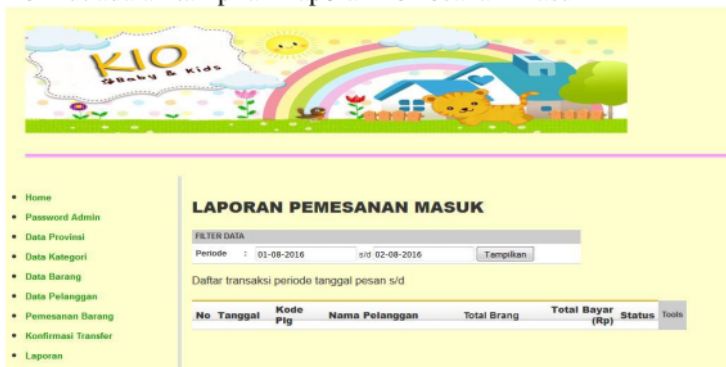 KIO
Baby & Kids
Home
Password Admin
Data Provinsi
Data Kategori
Data Barang
Data Pelanggan
Pemesanan Barang
Konfirmasi Transfer
Laporan
LAPORAN PEMESANAN MASUK
FILTER DATA
Periode : 01-08-2016 s/d 02-08-2016 Tampilkan
Daftar transaksi periode tanggal pesan s/d
No Tanggal Kode Plg Nama Pelanggan Total Brang Total Bayar (Rp) Status Tools